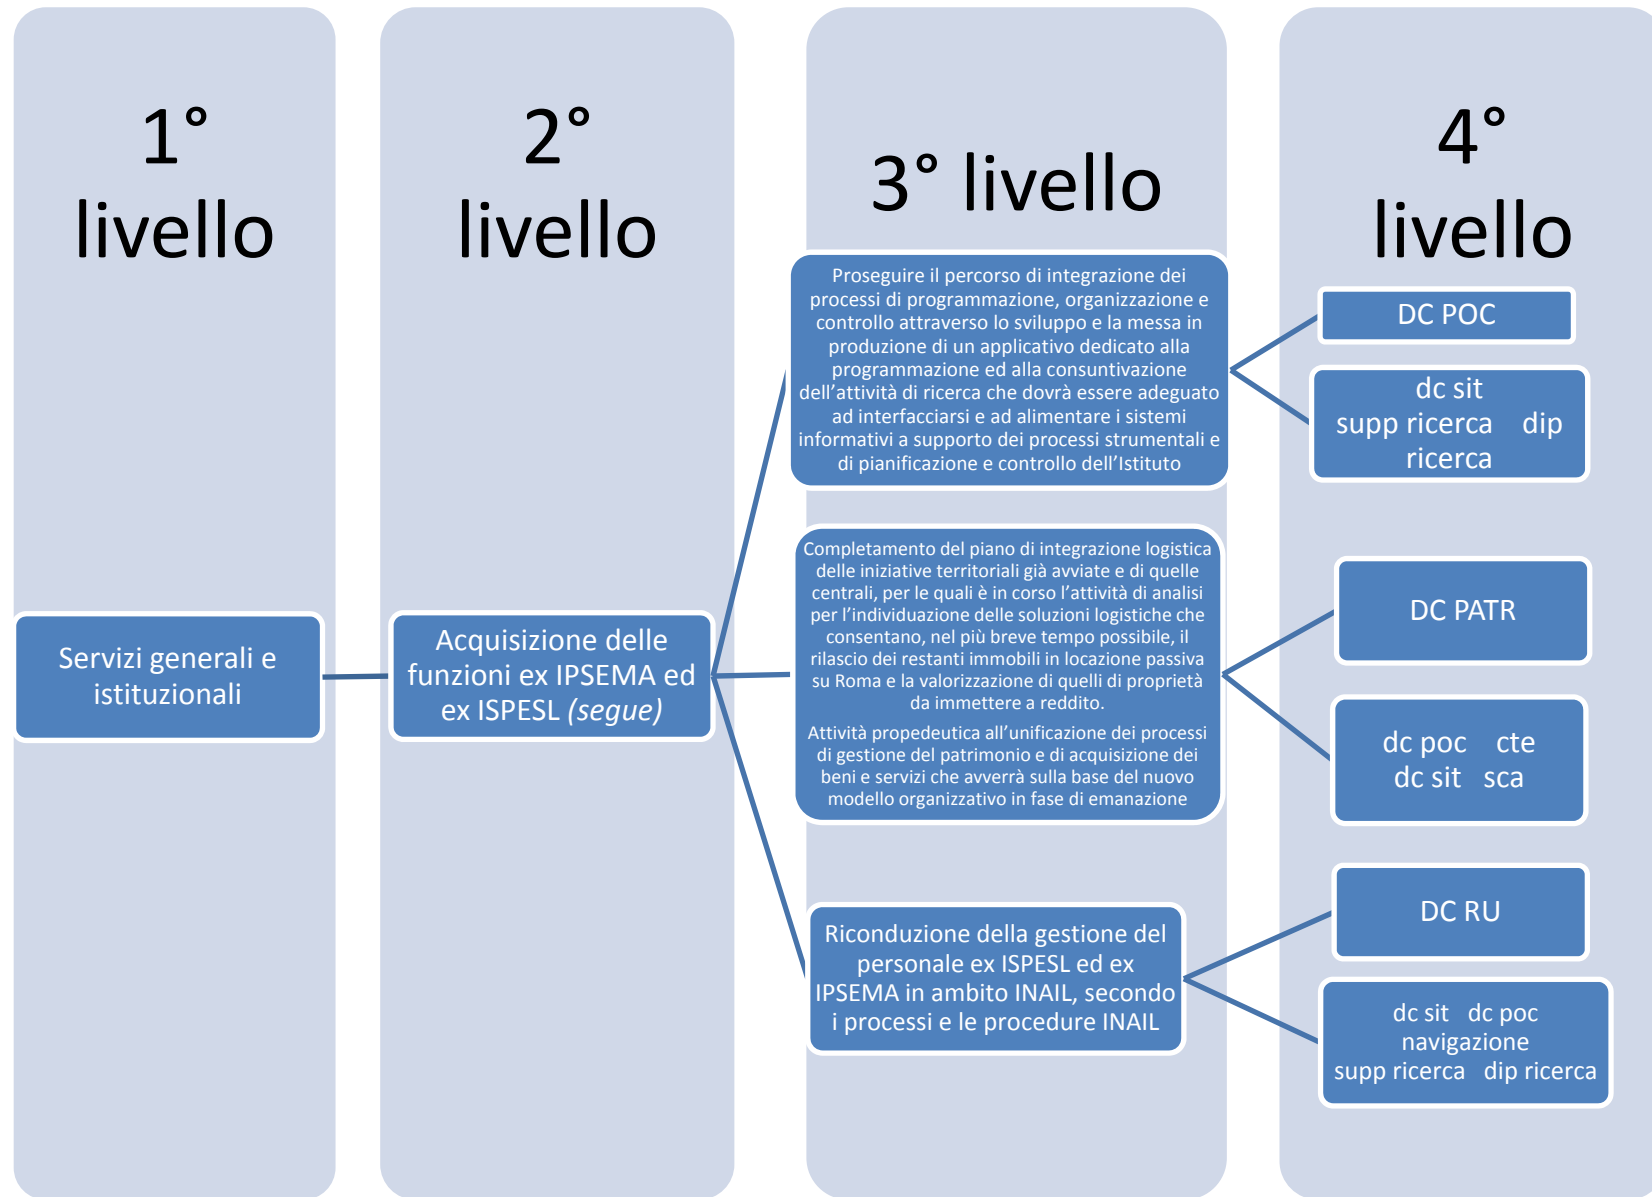 1°
livello
2°
livello
3° livello
4°
livello
Servizi generali e
istituzionali
Acquisizione delle
funzioni ex IPSEMA ed
ex ISPESL (segue)
Proseguire il percorso di integrazione dei
processi di programmazione, organizzazione e
controllo attraverso lo sviluppo e la messa in
produzione di un applicativo dedicato alla
programmazione ed alla consuntivazione
dell’attività di ricerca che dovrà essere adeguato
ad interfacciarsi e ad alimentare i sistemi
informativi a supporto dei processi strumentali e
di pianificazione e controllo dell’Istituto
DC POC
dc sit
supp ricerca dip
ricerca
Completamento del piano di integrazione logistica
delle iniziative territoriali già avviate e di quelle
centrali, per le quali è in corso l’attività di analisi
per l’individuazione delle soluzioni logistiche che
consentano, nel più breve tempo possibile, il
rilascio dei restanti immobili in locazione passiva
su Roma e la valorizzazione di quelli di proprietà
da immettere a reddito.
Attività propedeutica all’unificazione dei processi
di gestione del patrimonio e di acquisizione dei
beni e servizi che avverrà sulla base del nuovo
modello organizzativo in fase di emanazione
DC PATR
dc poc cte
dc sit sca
Riconduzione della gestione del
personale ex ISPESL ed ex
IPSEMA in ambito INAIL, secondo
i processi e le procedure INAIL
DC RU
dc sit dc poc
navigazione
supp ricerca dip ricerca